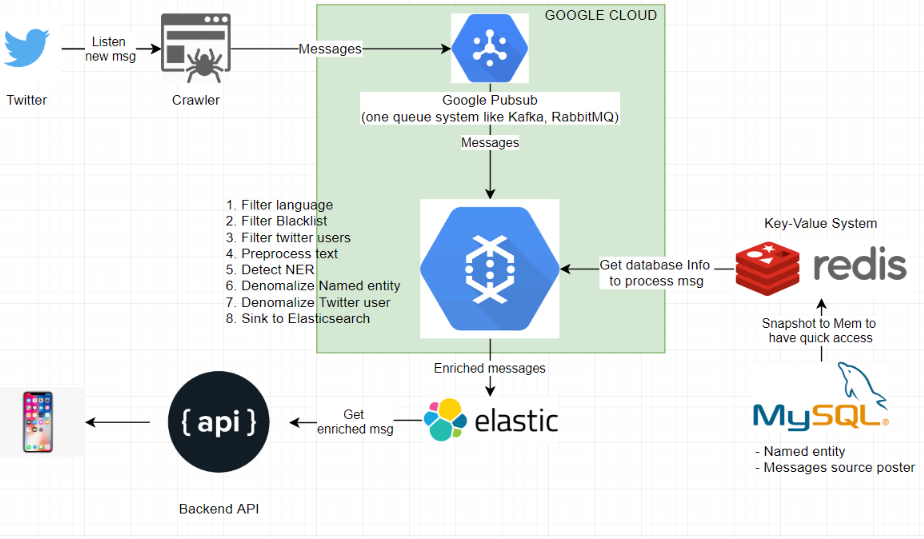 GOOGLE CLOUD
Listen
new msg
Messages
Twitter
Crawler
Google Pubsub
(one queue system like Kafka, RabbitMQ)
Messages
1. Filter language
2. Filter Blacklist
3. Filter twitter users
4. Preprocess text
5. Detect NER
6. Denomalize Named entity
7. Denomalize Twitter user
8. Sink to Elasticsearch
Key-Value System
redis
Get database Info
to process msg
Snapshot to Mem to
have quick access
Enriched messages
{ api }
Get
enriched msg
elastic
MySQL®
- Named entity
- Messages source poster
Backend API